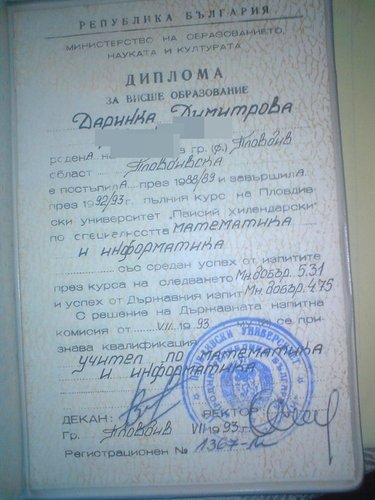 РЕПУБЛИКА БЪЛГАРИЯ
МИНИСТЕРСТВО НА ОБРАЗОВАНИЕТО,
НАУКАТА И КУЛТУРАТА
ДИПЛОМА
ЗА ВИСШЕ ОБРАЗОВАНИЕ
Даринка Димитрова
родена на в гр. (с.) Пловдив
област Пловдивска
е постъпилА през 1988/89 и завършилА
през 1992/93 г. пълния курс на Пловдив-
ски университет „Паисий Хилендарски"
по специалността математика
и информатика
със среден успех от изпитите
през курса на следването Мн.добър 5.31
и успех от Държавния изпит Мн.добър 4.75
С решение на Държавната изпитна
комисия от VII. 1993 се при-
знава квалификация
учител по математика
и информатика
ДЕКАН: РЕКТОР
Гр. Пловдив VII 1993 г.
Регистрационен №